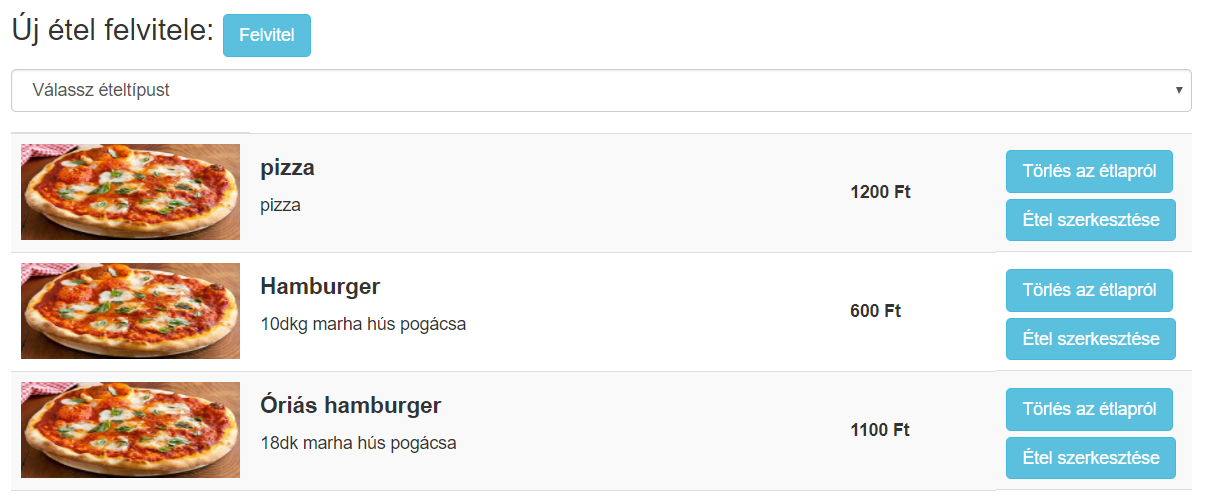 Új étel felvitele: Felvitel
Válassz ételtípust
pizza
pizza
1200 Ft
Törlés az étlapról
Étel szerkesztése
Hamburger
10dkg marha hús pogácsa
600 Ft
Törlés az étlapról
Étel szerkesztése
Óriás hamburger
18dk marha hús pogácsa
1100 Ft
Törlés az étlapról
Étel szerkesztése